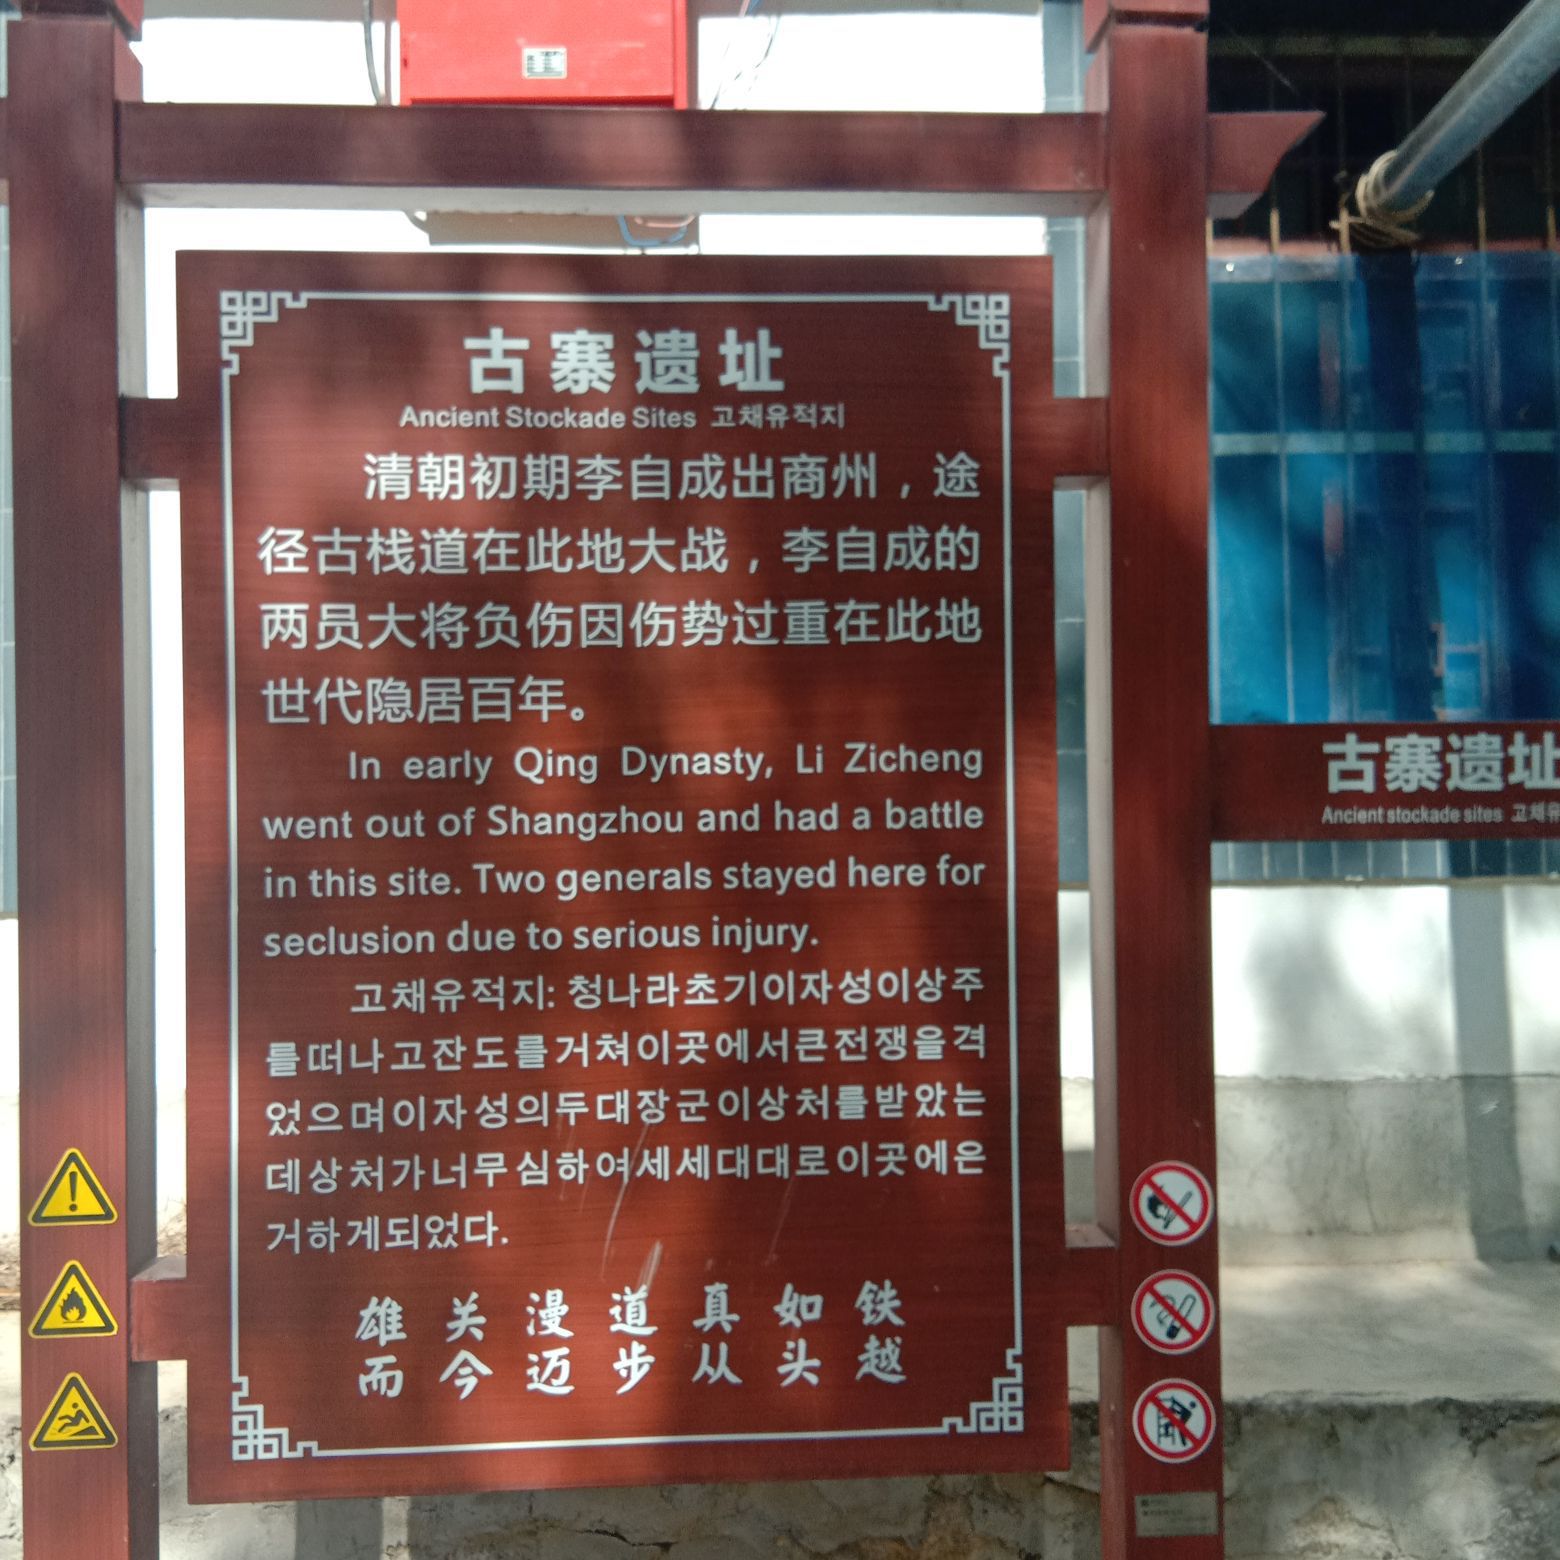 古寨遗址
Ancient Stockade Sites 고채유적지
清朝初期李自成出商州，途
径古栈道在此地大战，李自成的
两员大将负伤因伤势过重在此地
世代隐居百年。
In early Qing Dynasty, Li Zicheng
went out of Shangzhou and had a battle
in this site. Two generals stayed here for
seclusion due to serious injury.
고채유적지: 청나라초기이자성이상주
를떠나고잔도를거쳐이곳에서큰전쟁을격
었으며이자성의두대장군이상처를받았는
데상처가너무심하여세세대대로이곳에은
거하게되었다.
雄关漫道真如铁
而今迈步从头越
古寨遗址
Ancient stockade sites 고채유